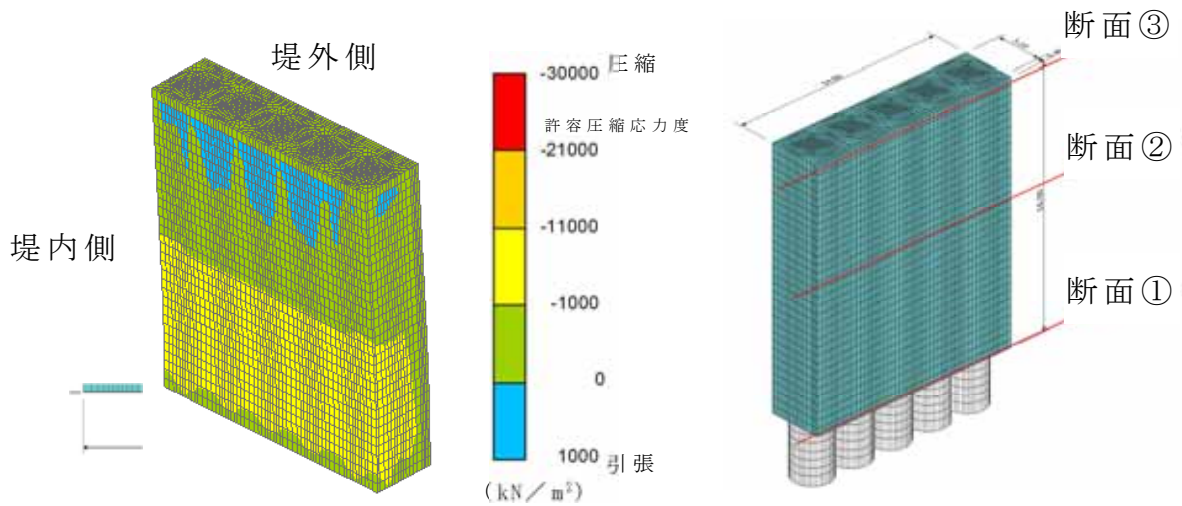 堤外側
堤内側
-30000 圧縮
許容圧縮応力度
-21000
-11000
-1000
0
1000 引張
(kN／m²)
断面③
断面②
断面①